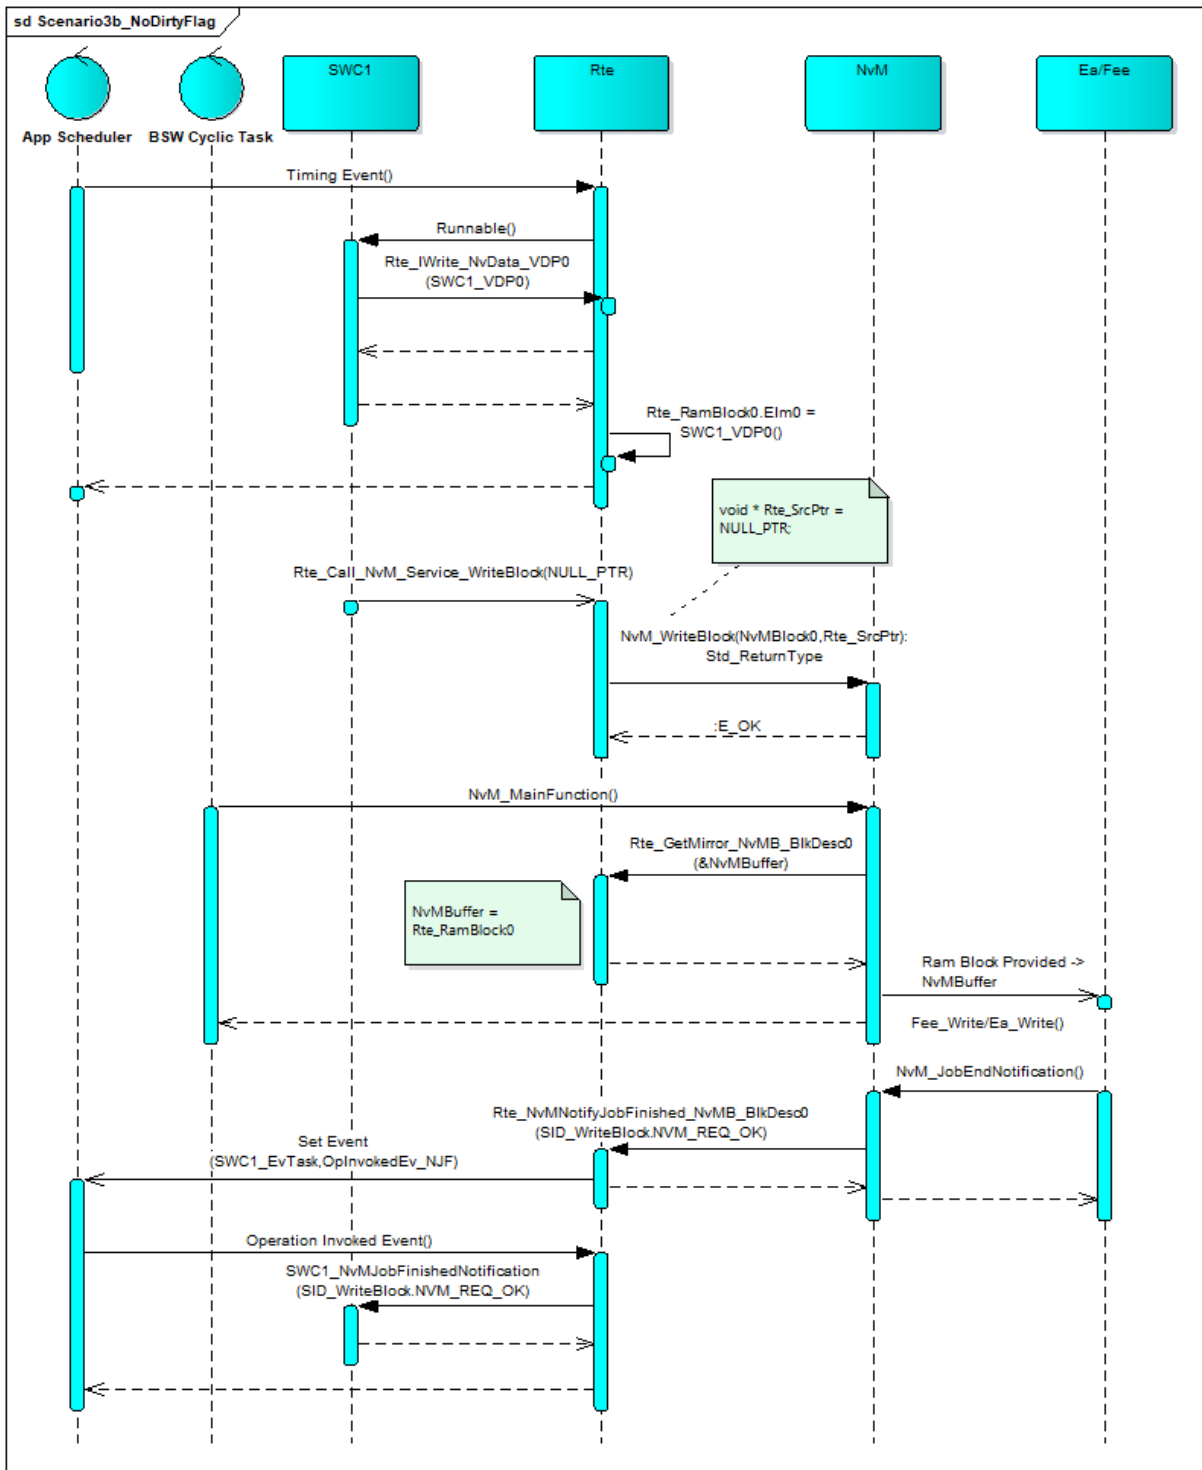 sd Scenario3b_NoDirtyFlag
App Scheduler
BSW Cyclic Task
SWC1
Rte
NvM
Ea/Fee
Timing Event()
Runnable()
Rte_IWrite_NvData_VDP0
(SWC1_VDP0)
Rte_RamBlock0.Elm0 =
SWC1_VDP0()
void * Rte_SrcPtr =
NULL_PTR;
Rte_Call_NvM_Service_WriteBlock(NULL_PTR)
NvM_WriteBlock(NvMBlock0,Rte_SrcPtr):
Std_ReturnType
:E_OK
NvM_MainFunction()
Rte_GetMirror_NvMB_BlkDesc0
(&NvMBuffer)
NvMBuffer =
Rte_RamBlock0
Ram Block Provided ->
NvMBuffer
Fee_Write/Ea_Write()
NvM_JobEndNotification()
Rte_NvMNotifyJobFinished_NvMB_BlkDesc0
(SID_WriteBlock.NVM_REQ_OK)
Set Event
(SWC1_EvTask,OpInvokedEv_NJF)
Operation Invoked Event()
SWC1_NvMJobFinishedNotification
(SID_WriteBlock.NVM_REQ_OK)